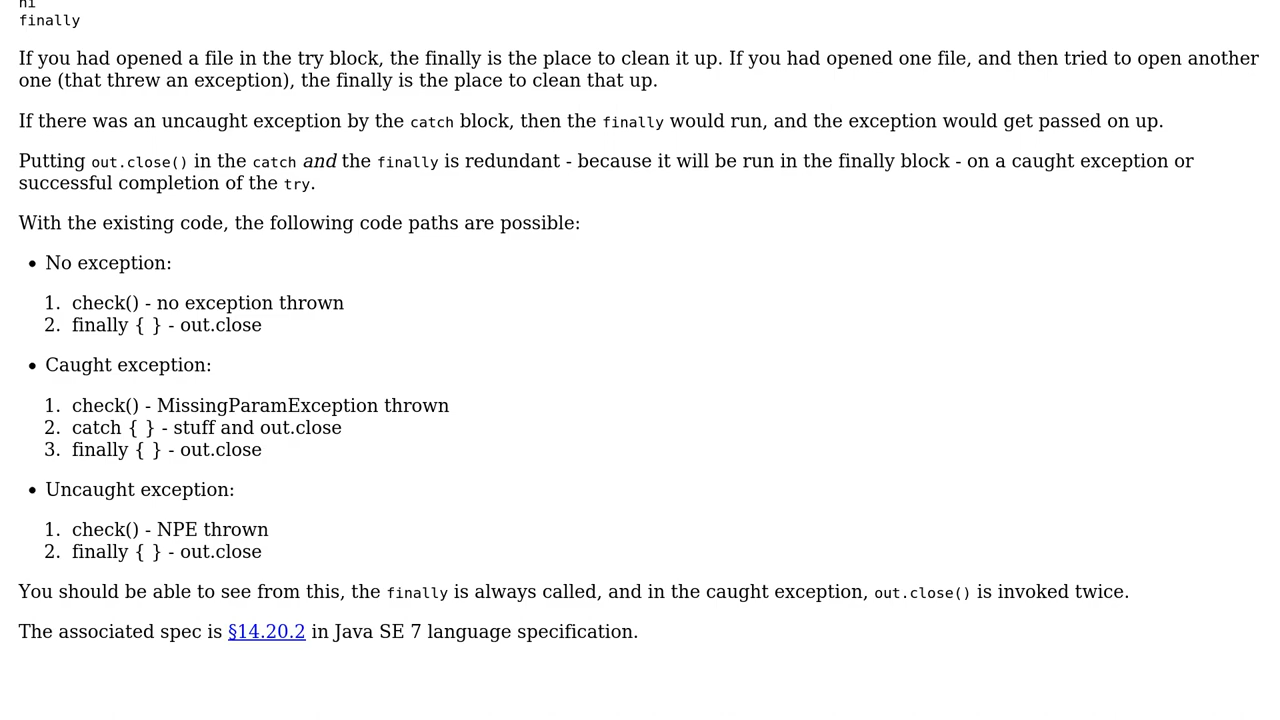 hi
finally
If you had opened a file in the try block, the finally is the place to clean it up. If you had opened one file, and then tried to open another
one (that threw an exception), the finally is the place to clean that up.
If there was an uncaught exception by the catch block, then the finally would run, and the exception would get passed on up.
Putting out.close() in the catch and the finally is redundant - because it will be run in the finally block - on a caught exception or
successful completion of the try.
With the existing code, the following code paths are possible:
• No exception:
1. check() - no exception thrown
2. finally { } - out.close
• Caught exception:
1. check() - MissingParamException thrown
2. catch { } - stuff and out.close
3. finally { } - out.close
• Uncaught exception:
1. check() - NPE thrown
2. finally { } - out.close
You should be able to see from this, the finally is always called, and in the caught exception, out.close() is invoked twice.
The associated spec is §14.20.2 in Java SE 7 language specification.